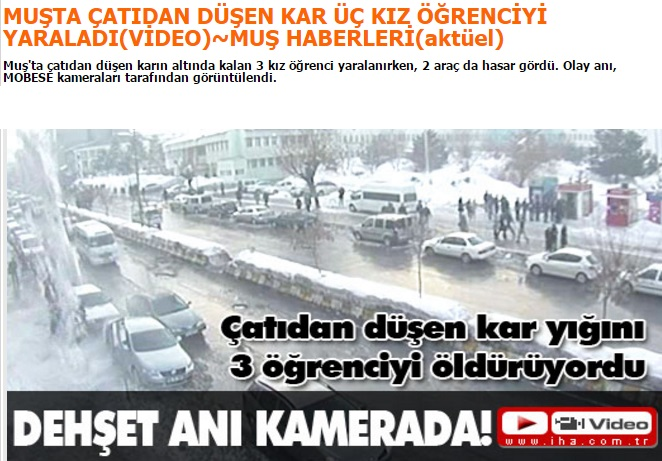 MUŞTA ÇATIDAN DÜŞEN KAR ÜÇ KIZ ÖĞRENCİYİ
YARALADI(VİDEO)~MUŞ HABERLERİ(aktüel)
Muş'ta çatıdan düşen karın altında kalan 3 kız öğrenci yaralanırken, 2 araç da hasar gördü. Olay anı,
MOBESE kameraları tarafından görüntülendi.
Çatıdan düşen kar yığını
3 öğrenciyi öldürüyordu
DEHŞET ANI KAMERADA!
Video
www.iha.com.tr